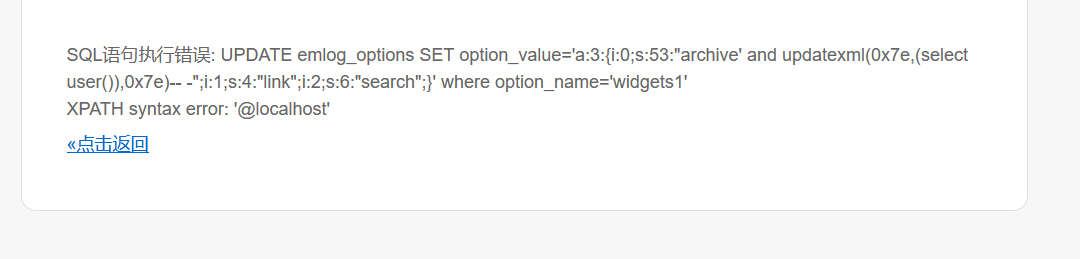 SQL语句执行错误: UPDATE emlog_options SET option_value='a:3:{i:0;s:53:"archive' and updatexml(0x7e,(select
user()),0x7e)-- -";i:1;s:4:"link";i:2;s:6:"search";}' where option_name='widgets1'
XPATH syntax error: '@localhost'
«点击返回